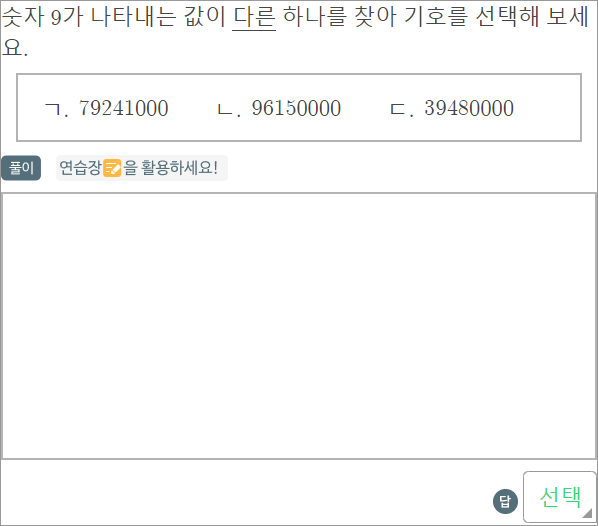 숫자 9가 나타내는 값이 다른 하나를 찾아 기호를 선택해 보세
요.
ㄱ. 79241000 ㄴ. 96150000 ㄷ. 39480000
풀이 연습장을 활용하세요!
답 선택